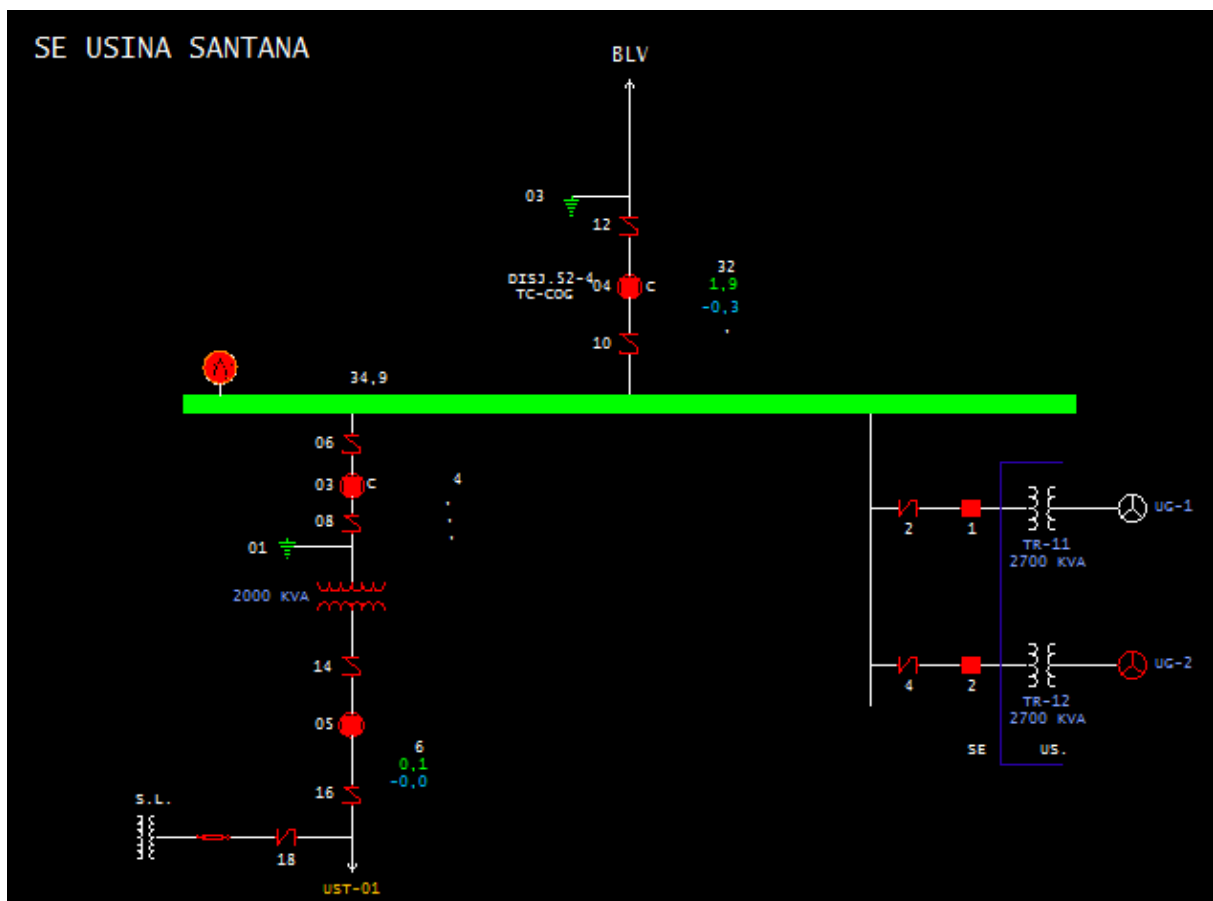 SE USINA SANTANA
BLV
03
12
DISJ.52-4
TC-COG
04
C
32
1,9
-0,3
10
34,9
06
03
C
4
08
01
2000 KVA
14
05
6
0,1
-0,0
16
S.L.
18
UST-01
2
1
TR-11
2700 KVA
UG-1
4
2
TR-12
2700 KVA
UG-2
SE
US.